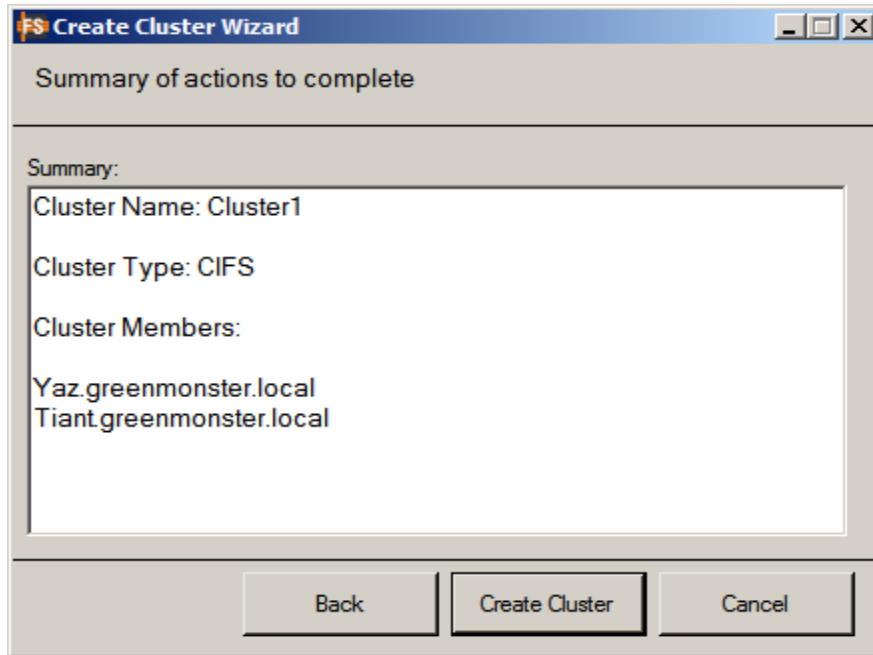 FS Create Cluster Wizard
Summary of actions to complete
Summary:
Cluster Name: Cluster1
Cluster Type: CIFS
Cluster Members:
Yaz.greenmonster.local
Tiant.greenmonster.local
Back Create Cluster Cancel